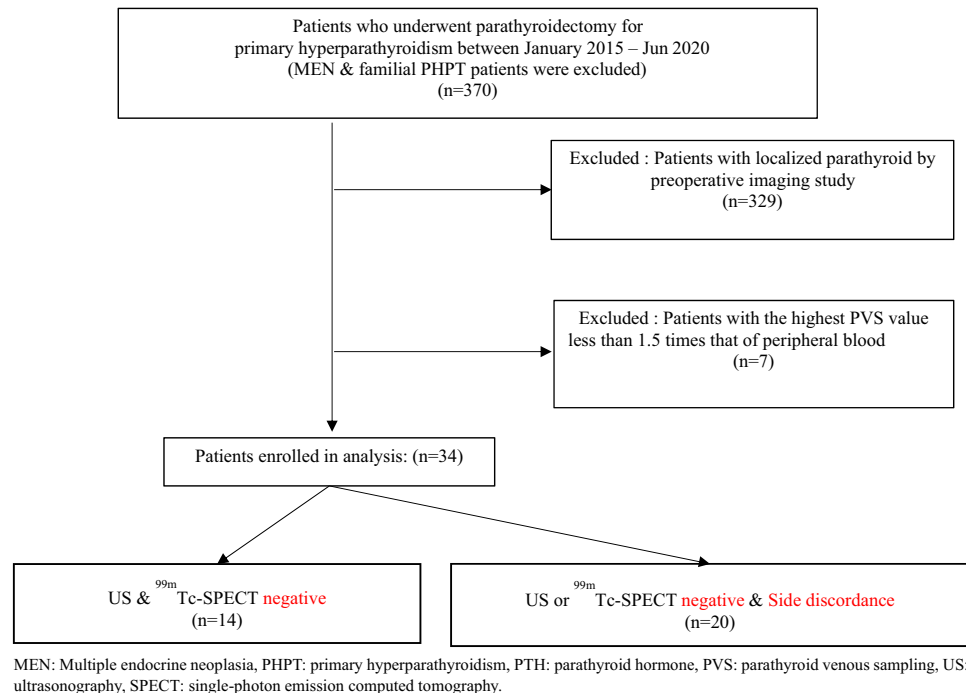 Patients who underwent parathyroidectomy for
primary hyperparathyroidism between January 2015 – Jun 2020
(MEN & familial PHPT patients were excluded)
(n=370)
Excluded : Patients with localized parathyroid by
preoperative imaging study
(n=329)
Excluded : Patients with the highest PVS value
less than 1.5 times that of peripheral blood
(n=7)
Patients enrolled in analysis: (n=34)
US & 99mTc-SPECT negative
(n=14)
US or 99mTc-SPECT negative & Side discordance
(n=20)
MEN: Multiple endocrine neoplasia, PHPT: primary hyperparathyroidism, PTH: parathyroid hormone, PVS: parathyroid venous sampling, US:
ultrasonography, SPECT: single-photon emission computed tomography.